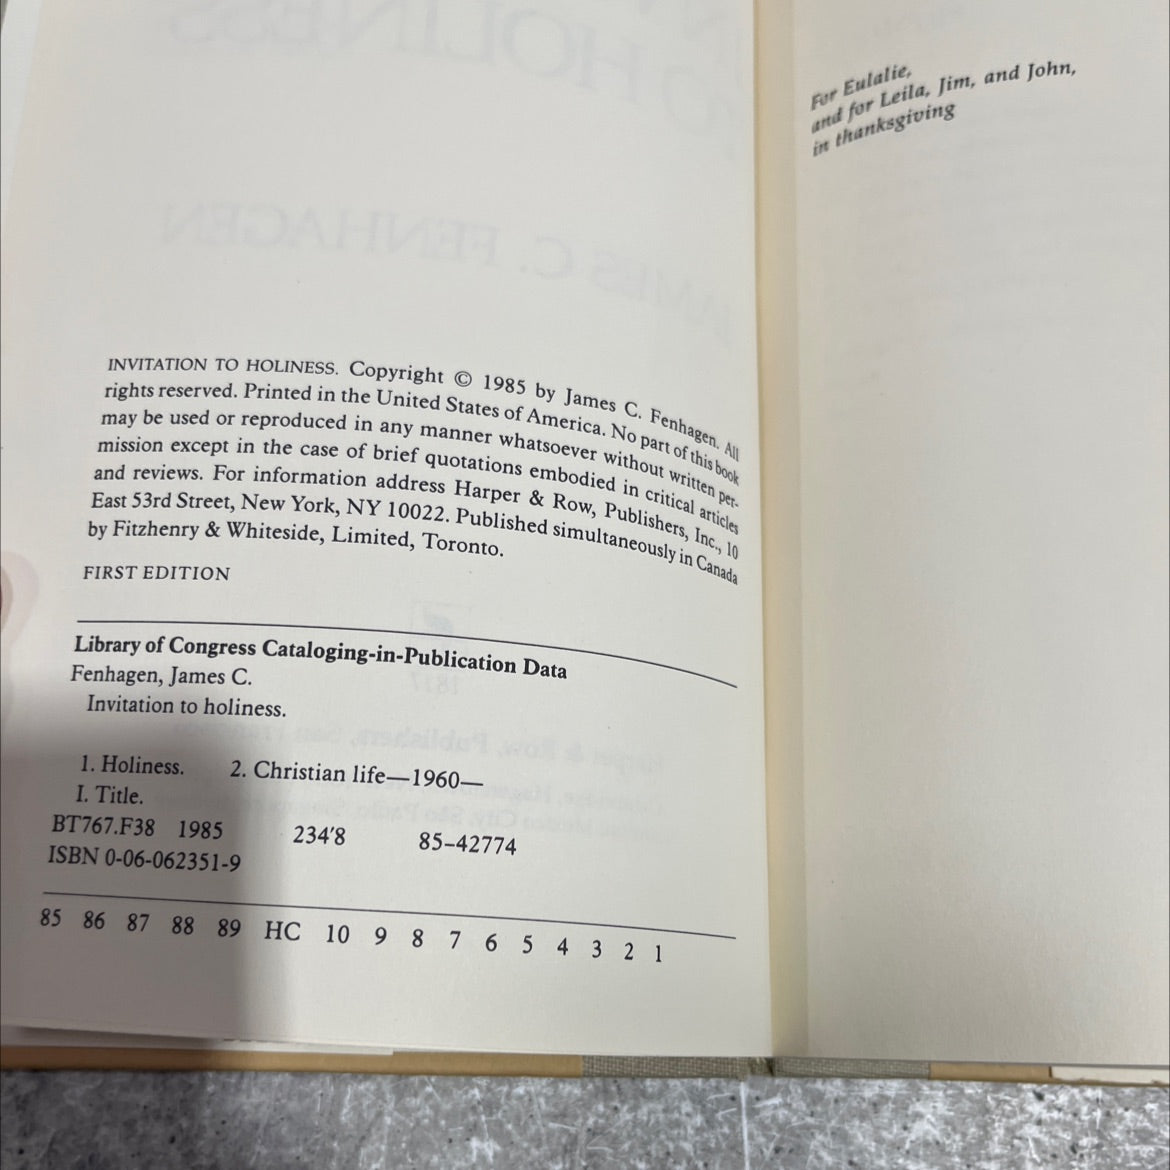 INVITATION TO HOLINESS. Copyright © 1985 by James C. Fenhagen. All
rights reserved. Printed in the United States of America. No part of this book
may be used or reproduced in any manner whatsoever without written per-
mission except in the case of brief quotations embodied in critical articles
and reviews. For information address Harper & Row, Publishers, Inc., 10
East 53rd Street, New York, NY 10022. Published simultaneously in Canada
by Fitzhenry & Whiteside, Limited, Toronto.
FIRST EDITION
Library of Congress Cataloging-in-Publication Data
Fenhagen, James C.
Invitation to holiness.
1. Holiness. 2. Christian life—1960—
I. Title.
BT767.F38 1985 234'8 85-42774
ISBN 0-06-062351-9
85 86 87 88 89 HC 10 9 8 7 6 5 4 3 2 1
For Eulalie,
and for Leila, Jim, and John,
in thanksgiving